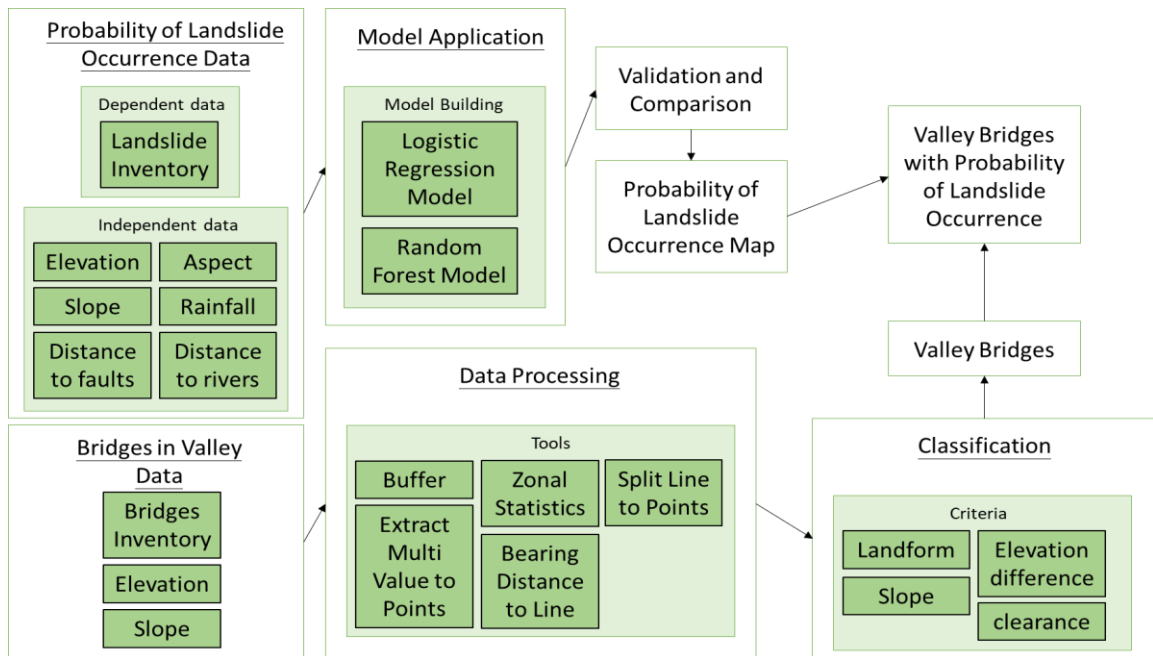 Probability of Landslide
Occurrence Data
Dependent data
Landslide
Inventory
Independent data
Elevation
Aspect
Slope
Rainfall
Distance
to faults
Distance
to rivers
Model Application
Model Building
Logistic
Regression
Model
Random
Forest Model
Validation and
Comparison
Probability of
Landslide
Occurrence Map
Valley Bridges
with Probability
of Landslide
Occurrence
Bridges in Valley
Data
Bridges
Inventory
Elevation
Slope
Data Processing
Tools
Buffer
Zonal
Statistics
Split Line
to Points
Extract
Multi
Value to
Points
Bearing
Distance
to Line
Valley Bridges
Classification
Criteria
Landform
Elevation
difference
Slope
clearance